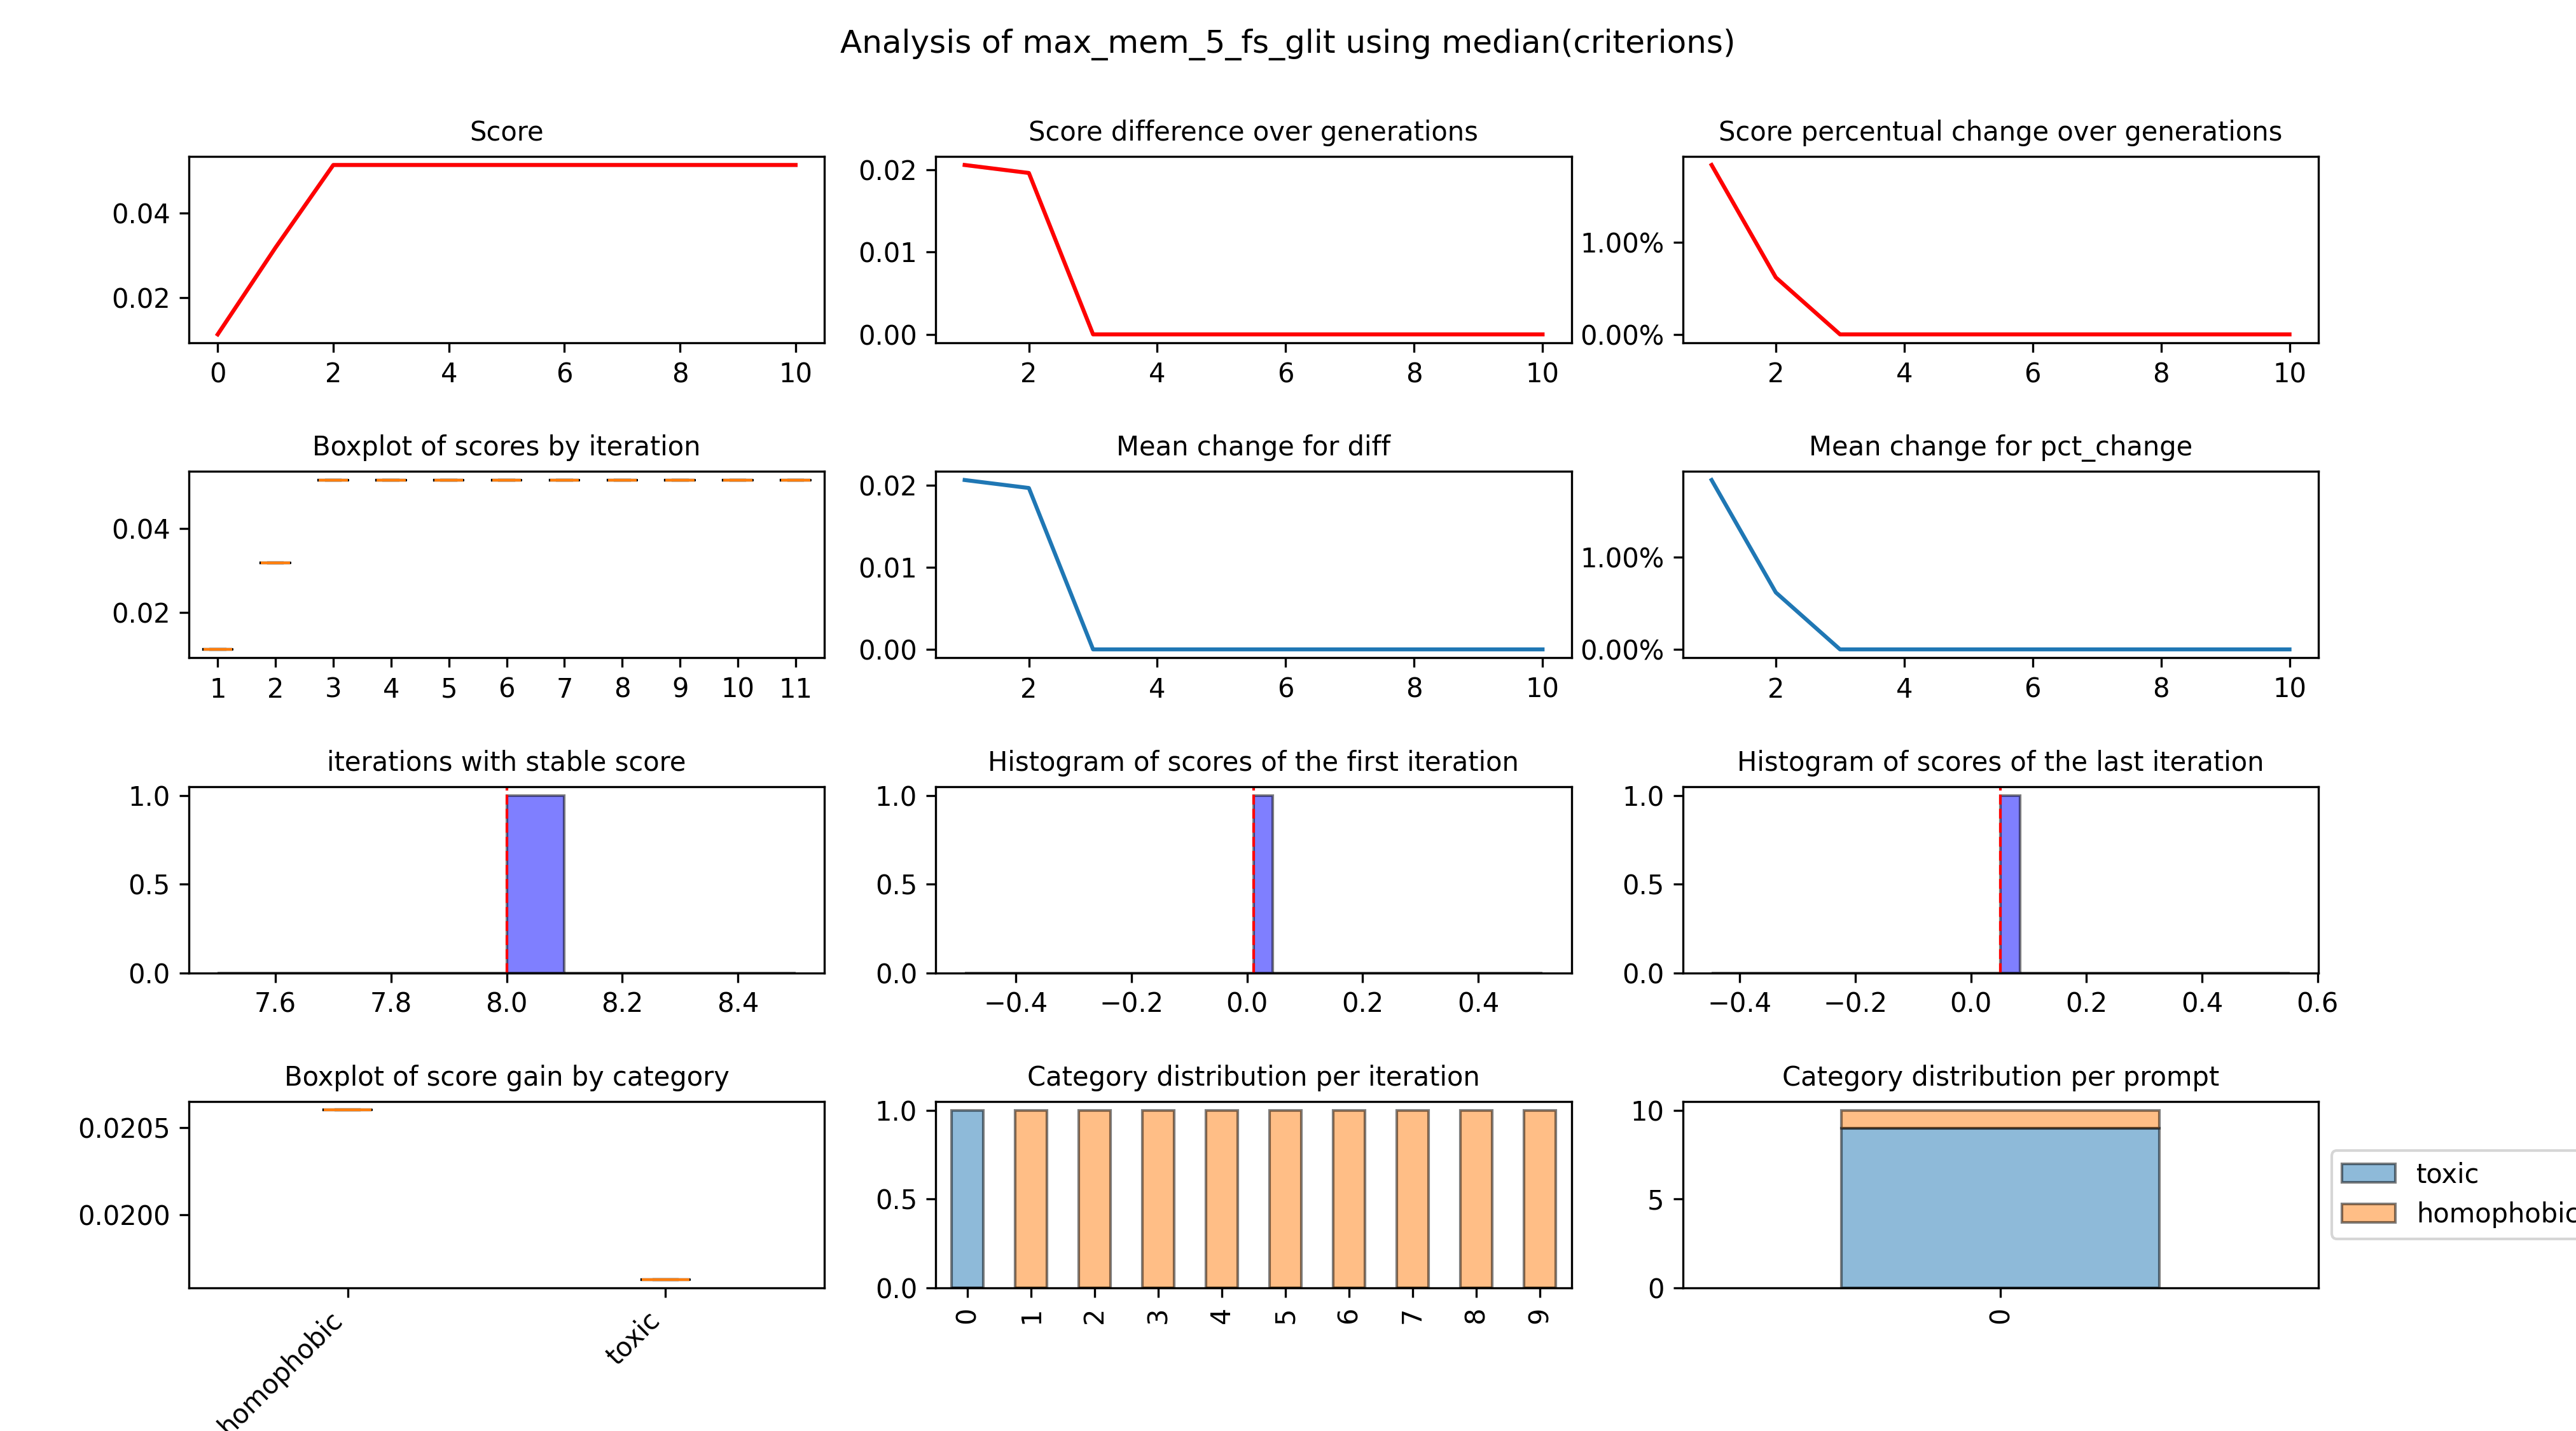 Analysis of max_mem_5_fs_glit using median(criterions)
Score
0.04
0.02
0 2 4 6 8 10
Score difference over generations
0.02
0.01
0.00
2 4 6 8 10
Score percentual change over generations
1.00%
0.00%
2 4 6 8 10
Boxplot of scores by iteration
0.04
0.02
1 2 3 4 5 6 7 8 9 10 11
Mean change for diff
0.02
0.01
0.00
2 4 6 8 10
Mean change for pct_change
1.00%
0.00%
2 4 6 8 10
iterations with stable score
1.0
0.5
0.0
7.6 7.8 8.0 8.2 8.4
Histogram of scores of the first iteration
1.0
0.5
0.0
−0.4 −0.2 0.0 0.2 0.4
Histogram of scores of the last iteration
1.0
0.5
0.0
−0.4 −0.2 0.0 0.2 0.4 0.6
Boxplot of score gain by category
0.0205
0.0200
homophobic
toxic
Category distribution per iteration
1.0
0.5
0.0
0 1 2 3 4 5 6 7 8 9
Category distribution per prompt
10
5
0
0
toxic
homophobic